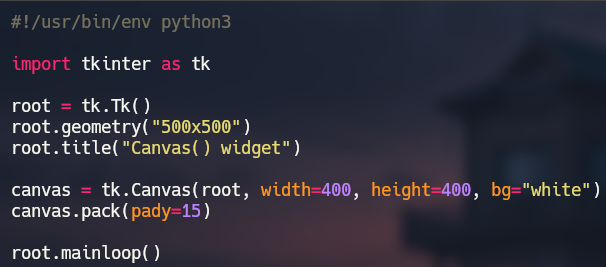 #!/usr/bin/env python3
import tkinter as tk
root = tk.Tk()
root.geometry("500x500")
root.title("Canvas() widget")
canvas = tk.Canvas(root, width=400, height=400, bg="white")
canvas.pack(pady=15)
root.mainloop()